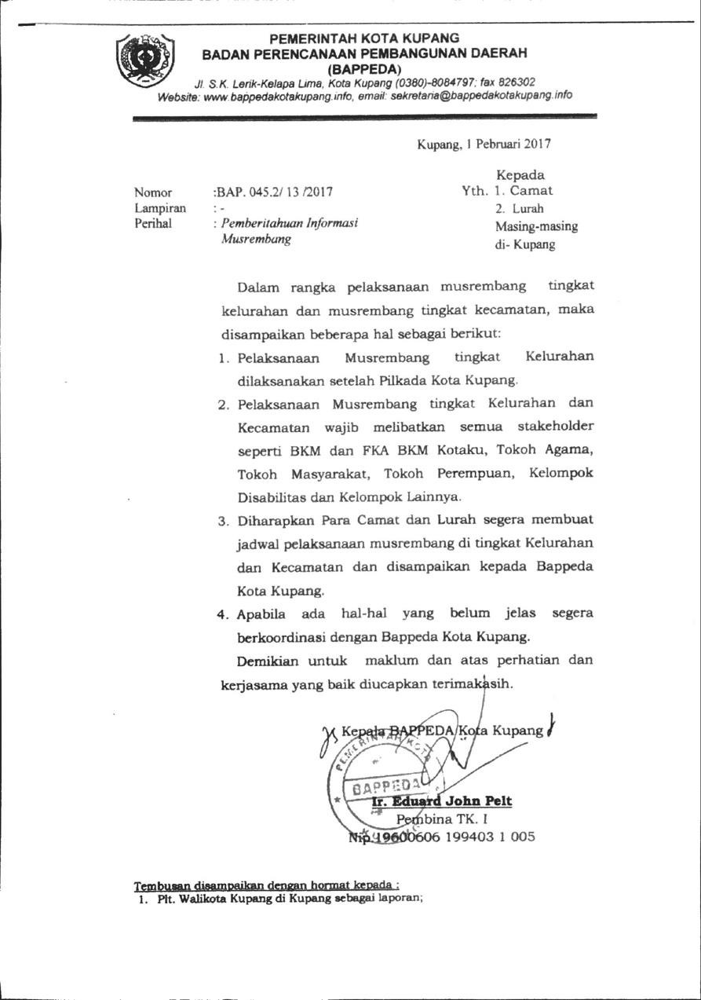 PEMERINTAH KOTA KUPANG
BADAN PERENCANAAN PEMBANGUNAN DAERAH
(BAPPEDA)
Jl. S.K. Lerik-Kelapa Lima, Kota Kupang (0380)-8084797; fax 826302
Website: www.bappedakotakupang.info, email: sekretaria@bappedakotakupang.info
Kupang, 1 Pebruari 2017
Kepada
Yth. 1. Camat
2. Lurah
Masing-masing
di- Kupang
Nomor :BAP. 045.2/ 13 /2017
Lampiran : -
Perihal : Pemberitahuan Informasi
Musrembang
Dalam rangka pelaksanaan musrembang tingkat
kelurahan dan musrembang tingkat kecamatan, maka
disampaikan beberapa hal sebagai berikut:
1. Pelaksanaan Musrembang tingkat Kelurahan
dilaksanakan setelah Pilkada Kota Kupang.
2. Pelaksanaan Musrembang tingkat Kelurahan dan
Kecamatan wajib melibatkan semua stakeholder
seperti BKM dan FKA BKM Kotaku, Tokoh Agama,
Tokoh Masyarakat, Tokoh Perempuan, Kelompok
Disabilitas dan Kelompok Lainnya.
3. Diharapkan Para Camat dan Lurah segera membuat
jadwal pelaksanaan musrembang di tingkat Kelurahan
dan Kecamatan dan disampaikan kepada Bappeda
Kota Kupang.
4. Apabila ada hal-hal yang belum jelas segera
berkoordinasi dengan Bappeda Kota Kupang.
Demikian untuk maklum dan atas perhatian dan
kerjasama yang baik diucapkan terimakasih.
Kepala BAPPEDA Kota Kupang
PEMERINTAH KOTA
BAPPEDA
Ir. Eduard John Pelt
Pembina TK. I
Nip.19600606 199403 1 005
Tembusan disampaikan dengan hormat kepada :
1. Plt. Walikota Kupang di Kupang sebagai laporan;